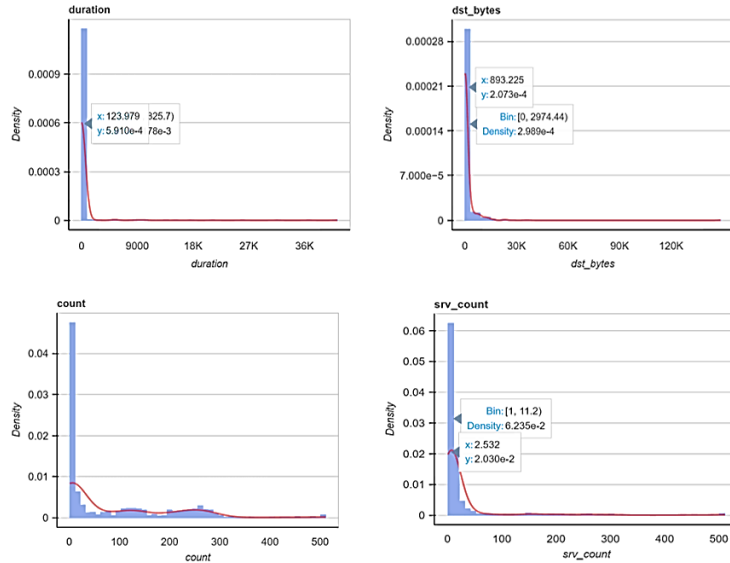 duration
0.0009
0.0006
0.0003
0
Density
x: 123.979
y: 5.910e-4
325.7)
78e-3
0
9000
18K
27K
36K
duration
dst_bytes
0.00028
0.00021
0.00014
7.000e−5
0
Density
x: 893.225
y: 2.073e-4
Bin: [0, 2974.44)
Density: 2.989e-4
0
30K
60K
90K
120K
dst_bytes
count
0.04
0.03
0.02
0.01
0
Density
0
100
200
300
400
500
count
srv_count
0.06
0.05
0.04
0.03
0.02
0.01
0
Density
Bin: [1, 11.2)
Density: 6.235e-2
x: 2.532
y: 2.030e-2
0
100
200
300
400
500
srv_count